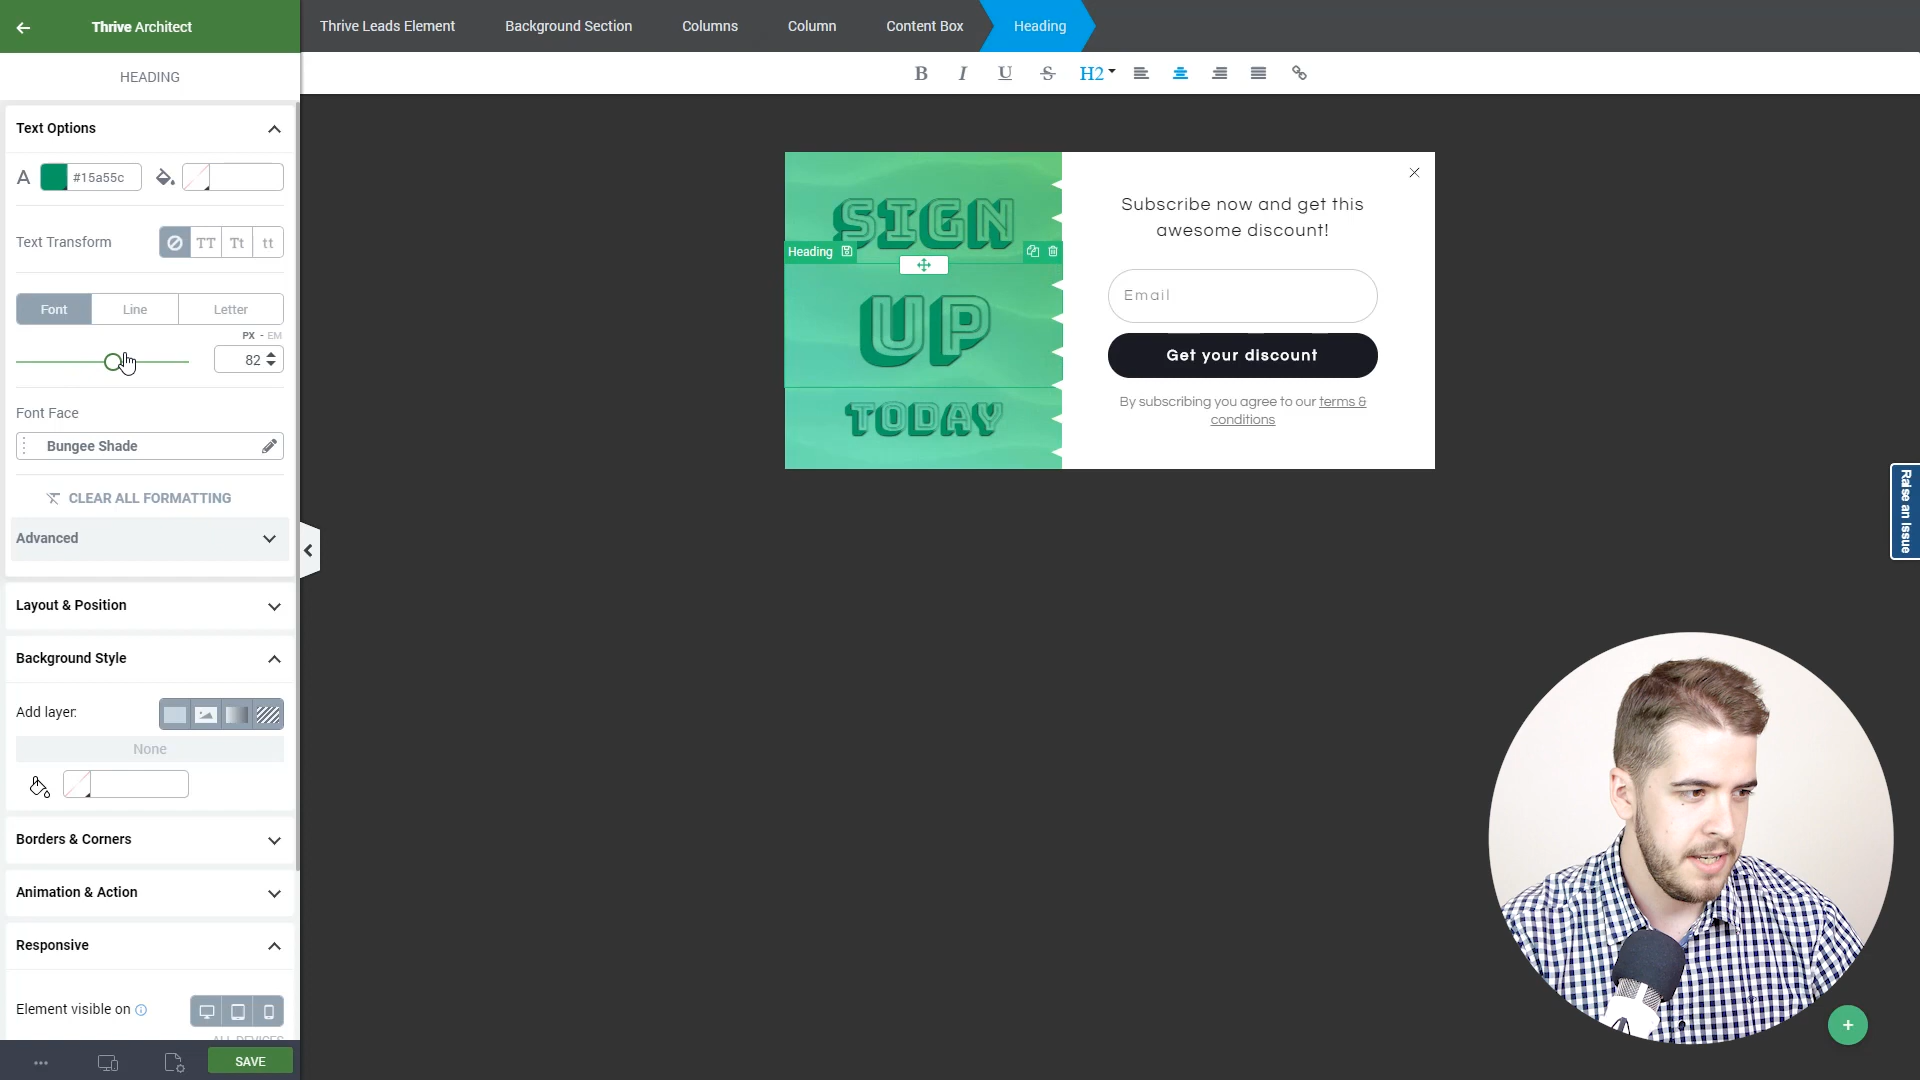 Thrive Architect
Thrive Leads Element
Background Section
Columns
Column
Content Box
Heading
HEADING
B I U S H2
Text Options
A #15a55c
Text Transform
TT Tt tt
Font Line Letter
PX - EM
82
Font Face
Bungee Shade
CLEAR ALL FORMATTING
Advanced
Layout & Position
Background Style
Add layer:
None
Borders & Corners
Animation & Action
Responsive
Element visible on
ALL DEVICES
SAVE
SIGN
Heading
UP
TODAY
Subscribe now and get this
awesome discount!
Email
Get your discount
By subscribing you agree to our terms &
conditions
Raise an Issue